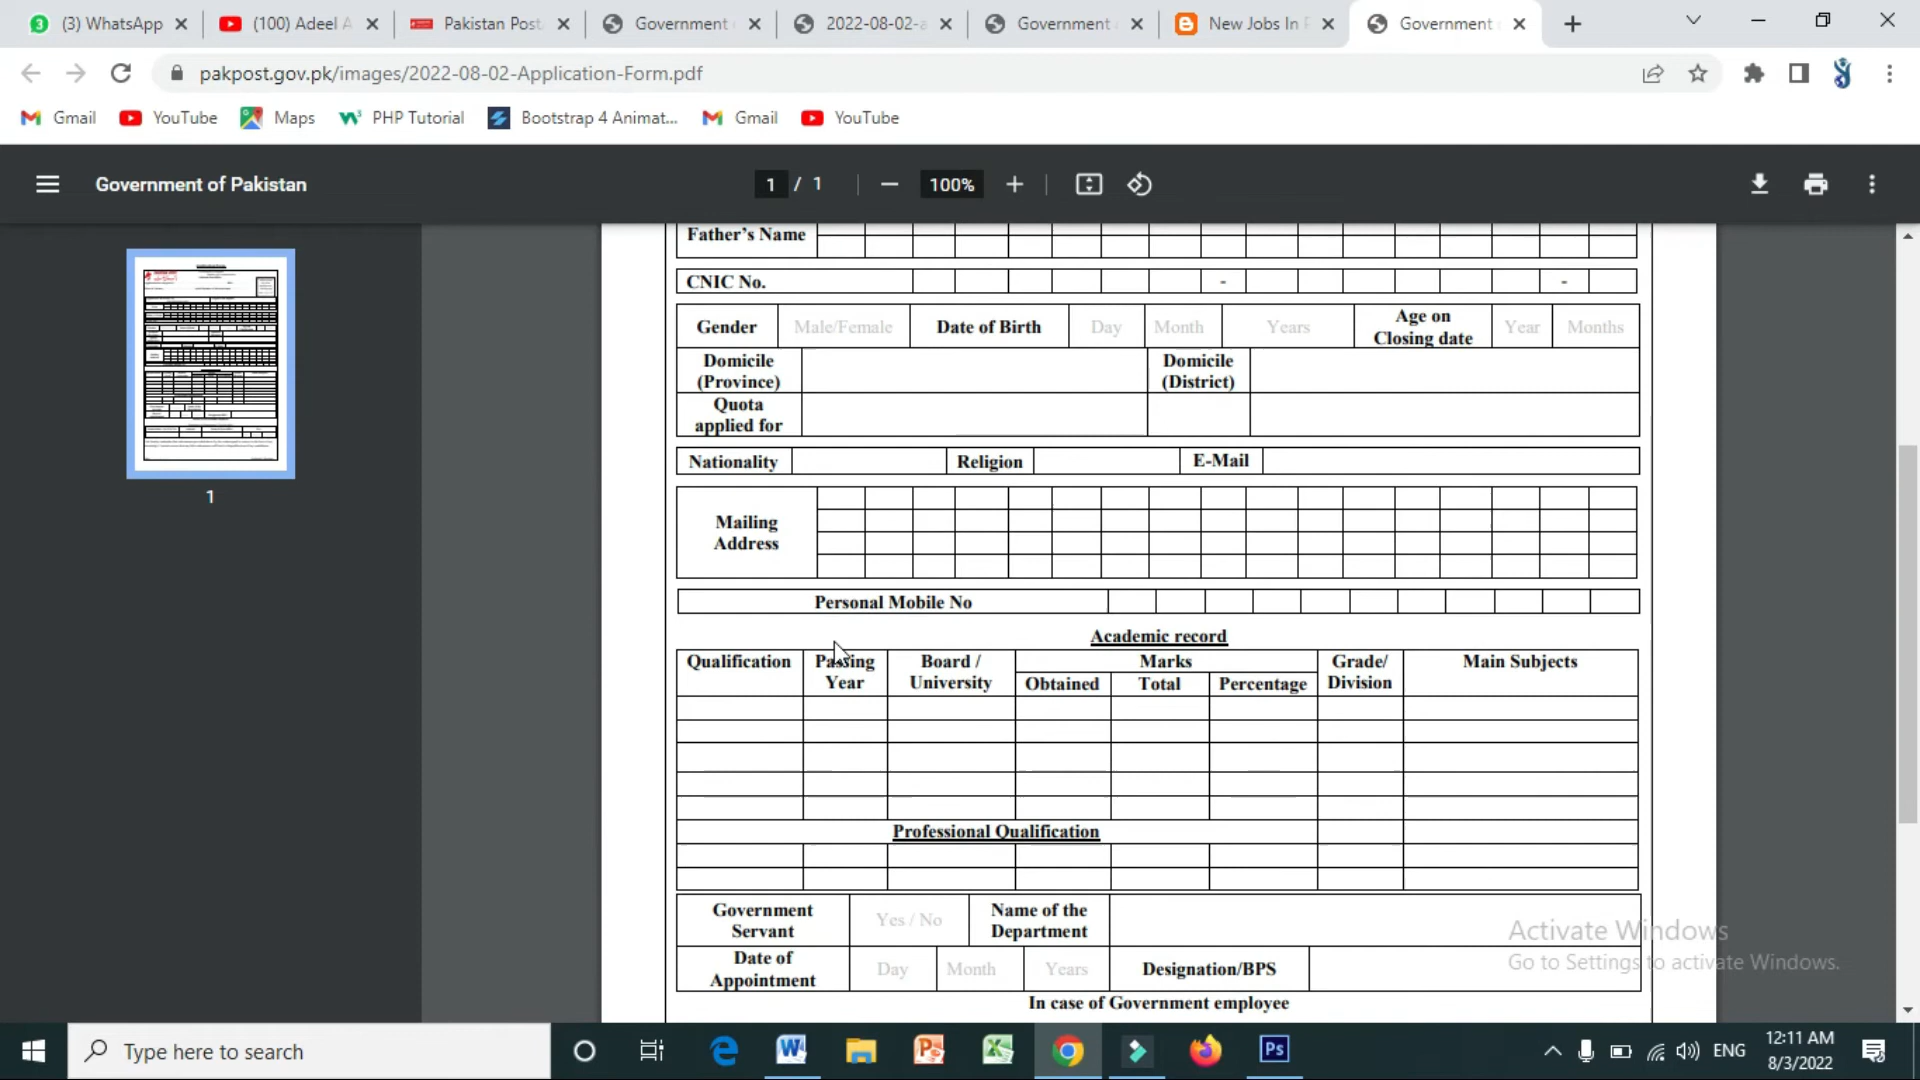 (3) WhatsApp
(100) Adeel A
Pakistan Post
Government
2022-08-02-a
Government
New Jobs In P
Government
pakpost.gov.pk/images/2022-08-02-Application-Form.pdf
Gmail YouTube Maps PHP Tutorial Bootstrap 4 Animat... Gmail YouTube
Government of Pakistan
1 / 1 100%
1
Father's Name
CNIC No. - -
Gender Male/Female Date of Birth Day Month Years Age on Closing date Year Months
Domicile (Province) Domicile (District)
Quota applied for
Nationality Religion E-Mail
Mailing Address
Personal Mobile No
Academic record
Qualification Passing Year Board / University Marks Grade/ Division Main Subjects
Obtained Total Percentage
Professional Qualification
Government Servant Yes / No Name of the Department
Date of Appointment Day Month Years Designation/BPS
In case of Government employee
Activate Windows
Go to Settings to activate Windows.
Type here to search
ENG
12:11 AM
8/3/2022